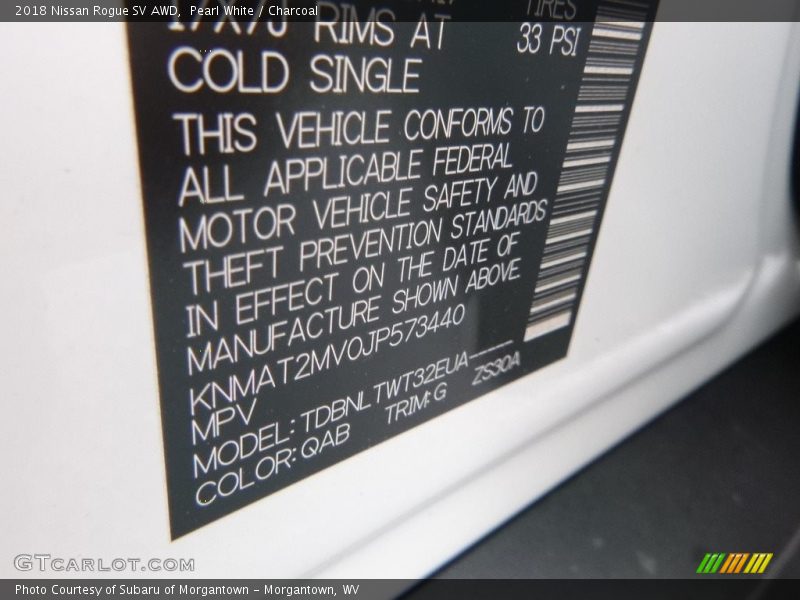 2018 Nissan Rogue SV AWD, Pearl White / Charcoal
TIRES
RIMS AT 33 PSI
COLD SINGLE
THIS VEHICLE CONFORMS TO
ALL APPLICABLE FEDERAL
MOTOR VEHICLE SAFETY AND
THEFT PREVENTION STANDARDS
IN EFFECT ON THE DATE OF
MANUFACTURE SHOWN ABOVE
KNMAT2MV0JP573440
MPV
MODEL: TDBNLTWT32EUA-----
COLOR: QAB TRIM: G ZS30A
GTCARLOT.COM
Photo Courtesy of Subaru of Morgantown - Morgantown, WV